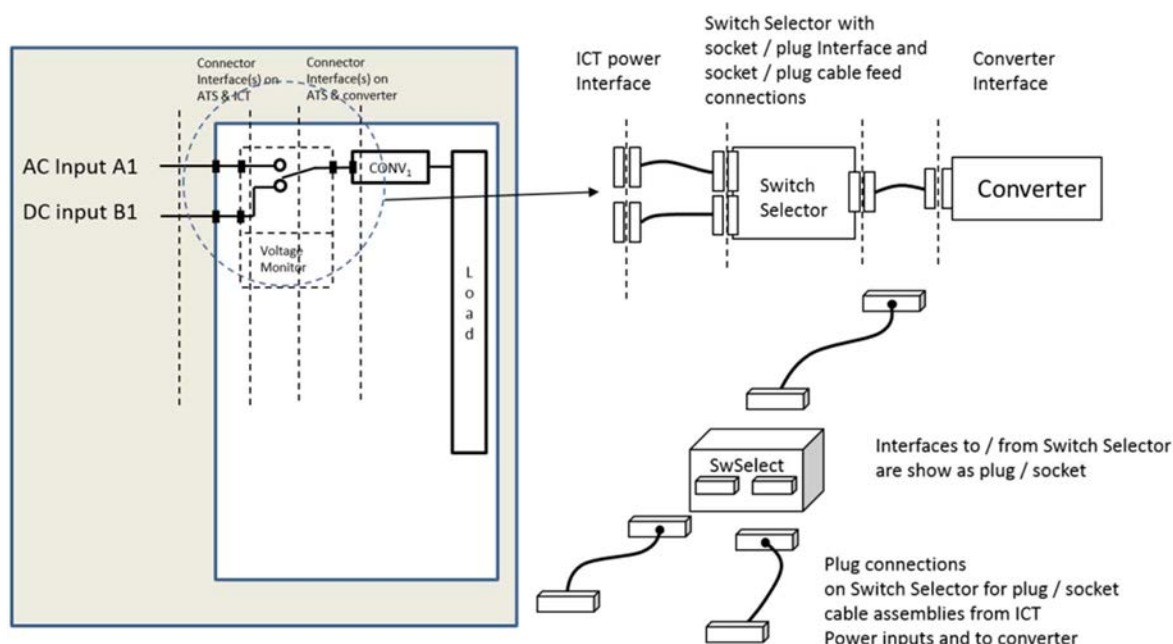 Connector
Interface(s) on
ATS & ICT
Connector
Interface(s) on
ATS & converter
AC Input A1
DC input B1
CONV₁
Voltage
Monitor
L
o
a
d
ICT power
Interface
Switch Selector with
socket / plug Interface and
socket / plug cable feed
connections
Converter
Interface
Switch
Selector
Converter
SwSelect
Interfaces to / from Switch Selector
are show as plug / socket
Plug connections
on Switch Selector for plug / socket
cable assemblies from ICT
Power inputs and to converter